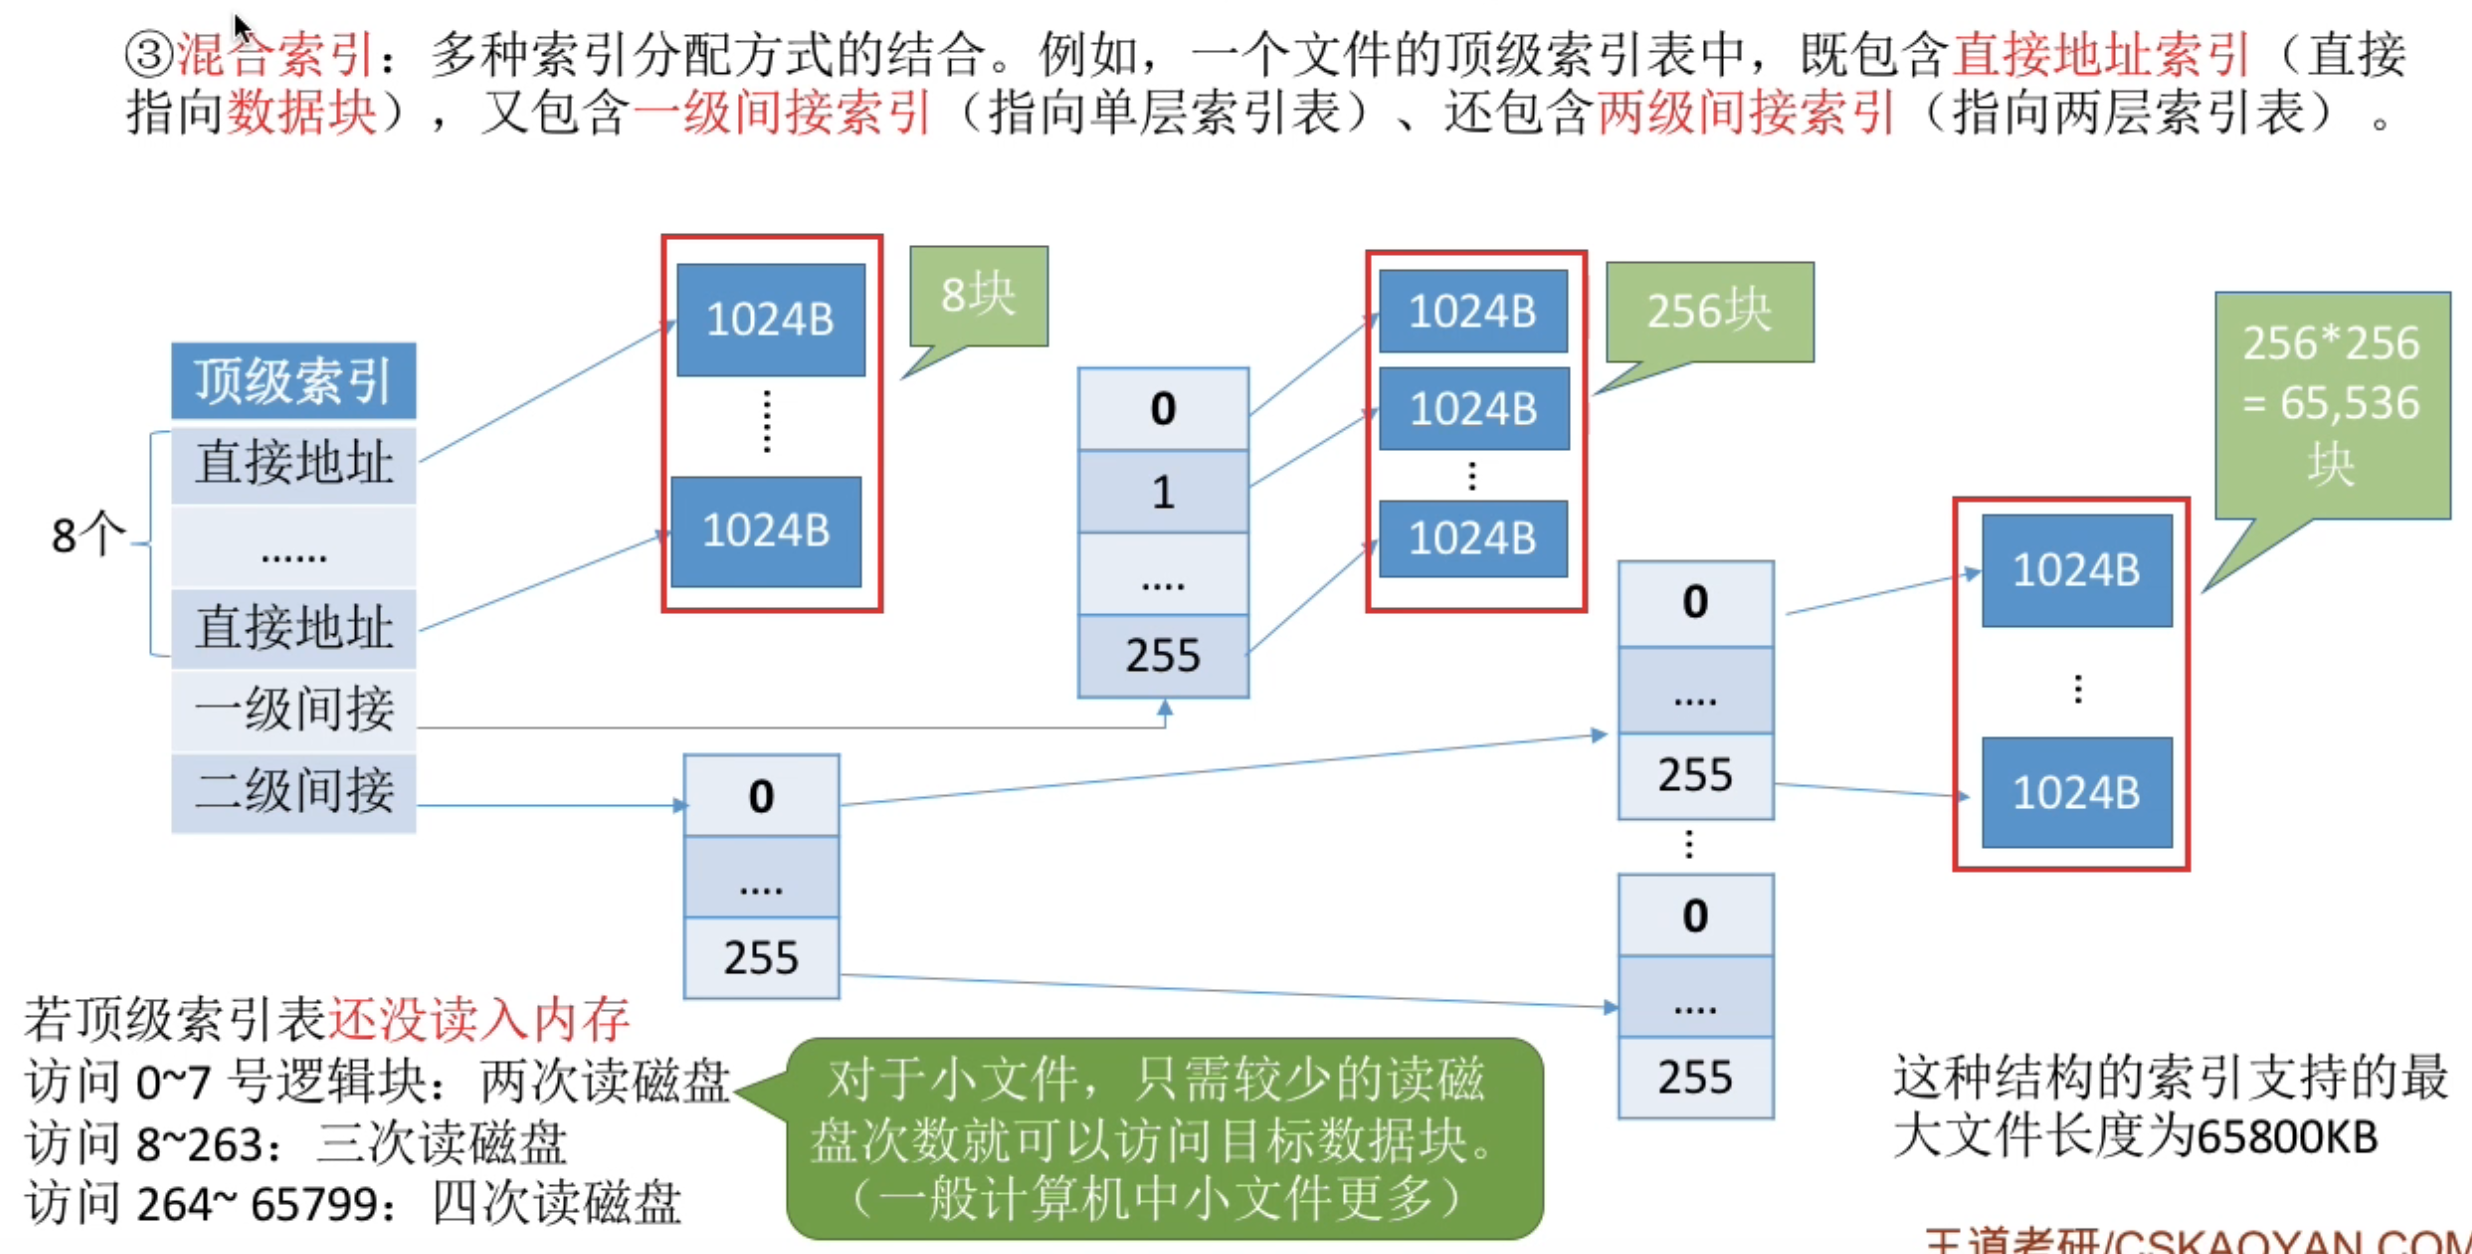 ③混合索引：多种索引分配方式的结合。例如，一个文件的顶级索引表中，既包含直接地址索引（直接
指向数据块），又包含一级间接索引（指向单层索引表）、还包含两级间接索引（指向两层索引表）。
顶级索引
直接地址
......
直接地址
一级间接
二级间接
8个
1024B
1024B
8块
0
1
....
255
1024B
1024B
1024B
256块
0
....
255
0
....
255
0
....
255
1024B
1024B
256*256
= 65,536
块
若顶级索引表还没读入内存
访问 0~7 号逻辑块：两次读磁盘
访问 8~263：三次读磁盘
访问 264~ 65799：四次读磁盘
对于小文件，只需较少的读磁
盘次数就可以访问目标数据块。
（一般计算机中小文件更多）
这种结构的索引支持的最
大文件长度为65800KB
王道考研/CSKAOYAN.COM